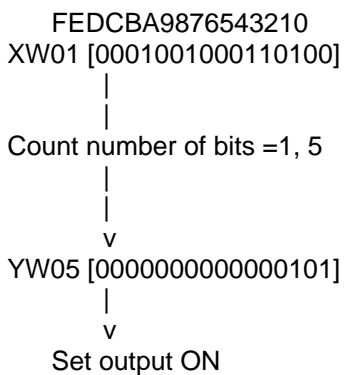 FEDCBA9876543210
XW01 [0001001000110100]
|
|
Count number of bits =1, 5
|
|
v
YW05 [0000000000000101]
|
v
Set output ON